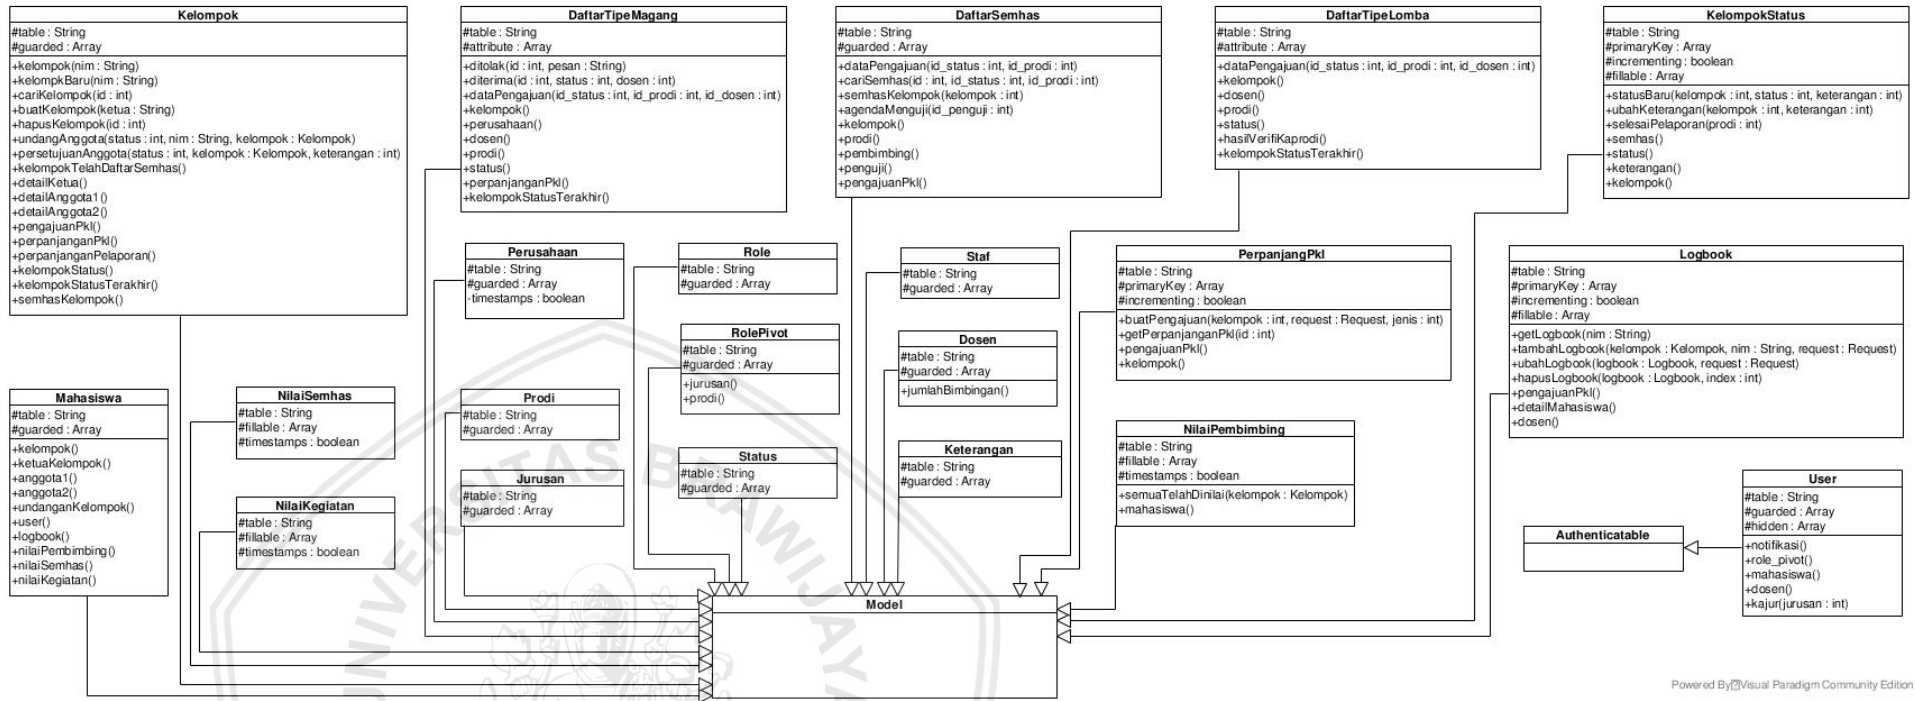 Kelompok
#table : String
#guarded : Array
+kelompok(nim : String)
+kelompkBaru(nim : String)
+cariKelompok(id : int)
+buatKelompok(ketua : String)
+hapusKelompok(id : int)
+undangAnggota(status : int, nim : String, kelompok : Kelompok)
+persetujuanAnggota(status : int, kelompok : Kelompok, keterangan : int)
+kelompokTelahDaftarSemhas()
+detailKetua()
+detailAnggota1()
+detailAnggota2()
+pengajuanPkl()
+perpanjanganPkl()
+perpanjanganPelaporan()
+kelompokStatus()
+kelompokStatusTerakhir()
+semhasKelompok()
DaftarTipeMagang
#table : String
#attribute : Array
+ditolak(id : int, pesan : String)
+diterima(id : int, status : int, dosen : int)
+dataPengajuan(id_status : int, id_prodi : int, id_dosen : int)
+kelompok()
+perusahaan()
+dosen()
+prodi()
+status()
+perpanjanganPkl()
+kelompokStatusTerakhir()
DaftarSemhas
#table : String
#guarded : Array
+dataPengajuan(id_status : int, id_prodi : int)
+cariSemhas(id : int, id_status : int, id_prodi : int)
+semhasKelompok(kelompok : int)
+agendaMenguji(id_penguji : int)
+kelompok()
+prodi()
+pembimbing()
+penguji()
+pengajuanPkl()
DaftarTipeLomba
#table : String
#attribute : Array
+dataPengajuan(id_status : int, id_prodi : int, id_dosen : int)
+kelompok()
+dosen()
+prodi()
+status()
+hasilVerifiKaprodi()
+kelompokStatusTerakhir()
KelompokStatus
#table : String
#primaryKey : Array
#incrementing : boolean
#fillable : Array
+statusBaru(kelompok : int, status : int, keterangan : int)
+ubahKeterangan(kelompok : int, keterangan : int)
+selesaiPelaporan(prodi : int)
+semhas()
+status()
+keterangan()
+kelompok()
Perusahaan
#table : String
#guarded : Array
-timestamps : boolean
Role
#table : String
#guarded : Array
Staf
#table : String
#guarded : Array
PerpanjangPkl
#table : String
#primaryKey : Array
#incrementing : boolean
+buatPengajuan(kelompok : int, request : Request, jenis : int)
+getPerpanjanganPkl(id : int)
+pengajuanPkl()
+kelompok()
Logbook
#table : String
#primaryKey : Array
#incrementing : boolean
#fillable : Array
+getLogbook(nim : String)
+tambahLogbook(kelompok : Kelompok, nim : String, request : Request)
+ubahLogbook(logbook : Logbook, request : Request)
+hapusLogbook(logbook : Logbook, index : int)
+pengajuanPkl()
+detailMahasiswa()
+dosen()
RolePivot
#table : String
#guarded : Array
+jurusan()
+prodi()
Dosen
#table : String
#guarded : Array
+jumlahBimbingan()
Mahasiswa
#table : String
#guarded : Array
+kelompok()
+ketuaKelompok()
+anggota1()
+anggota2()
+undanganKelompok()
+user()
+logbook()
+nilaiPembimbing()
+nilaiSemhas()
+nilaiKegiatan()
NilaiSemhas
#table : String
#fillable : Array
#timestamps : boolean
Prodi
#table : String
#guarded : Array
Status
#table : String
#guarded : Array
Keterangan
#table : String
#guarded : Array
NilaiPembimbing
#table : String
#fillable : Array
#timestamps : boolean
+semuaTelahDinilai(kelompok : Kelompok)
+mahasiswa()
Jurusan
#table : String
#guarded : Array
NilaiKegiatan
#table : String
#fillable : Array
#timestamps : boolean
User
#table : String
#guarded : Array
#hidden : Array
+notifikasi()
+role_pivot()
+mahasiswa()
+dosen()
+kajur(jurusan : int)
Authenticatable
Model
UNIVERSITAS BRAWIJAYA
Powered By Visual Paradigm Community Edition